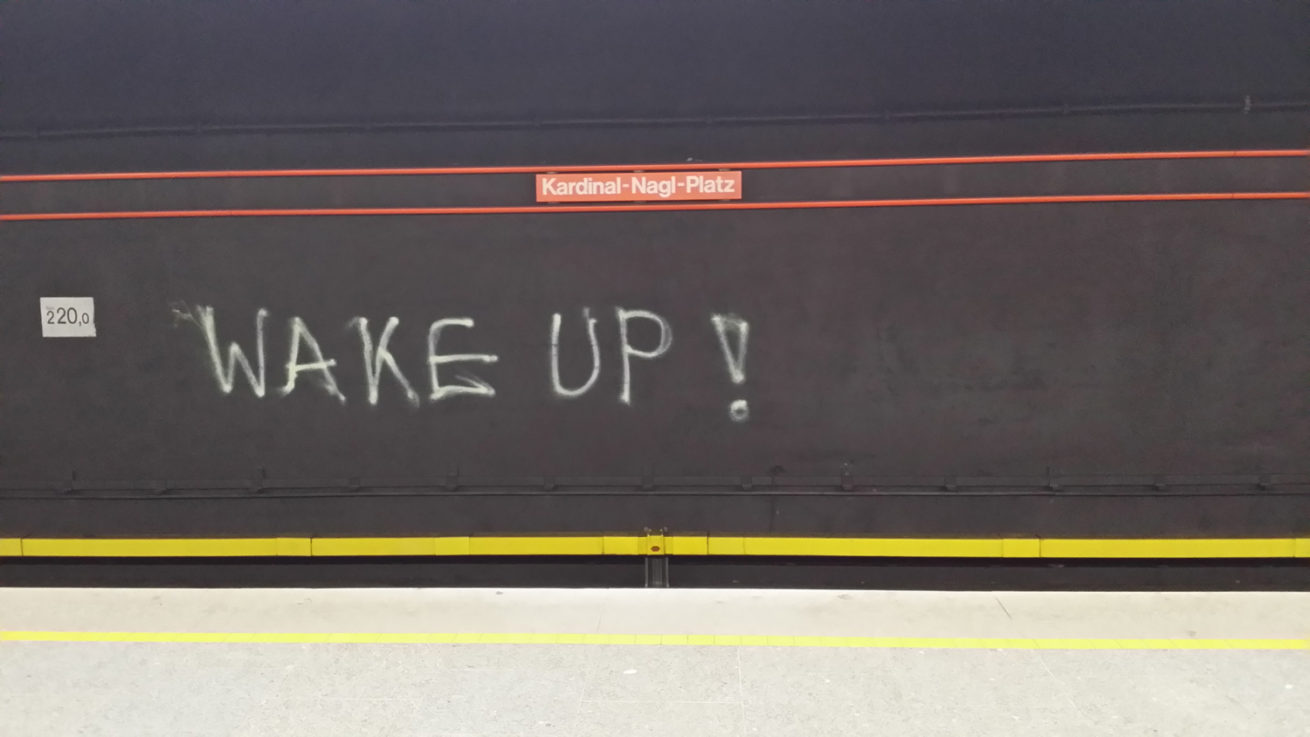 Kardinal-Nagl-Platz
220,0
WAKE UP !